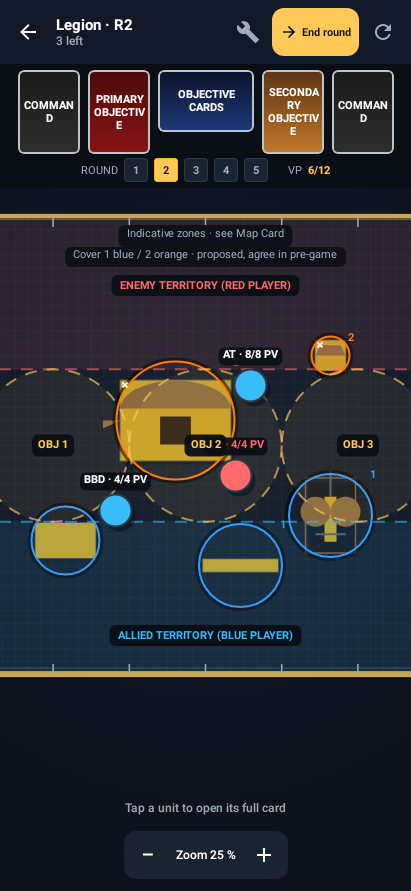 Legion · R2
3 left
End round
COMMAN
D
PRIMARY
OBJECTIV
E
OBJECTIVE
CARDS
SECONDA
RY
OBJECTIV
E
COMMAN
D
ROUND 1 2 3 4 5 VP 6/12
Indicative zones · see Map Card
Cover 1 blue / 2 orange · proposed, agree in pre-game
ENEMY TERRITORY (RED PLAYER)
2
AT · 8/8 PV
OBJ 1
OBJ 2
· 4/4 PV
OBJ 3
1
BBD · 4/4 PV
1
ALLIED TERRITORY (BLUE PLAYER)
Tap a unit to open its full card
− Zoom 25 % +